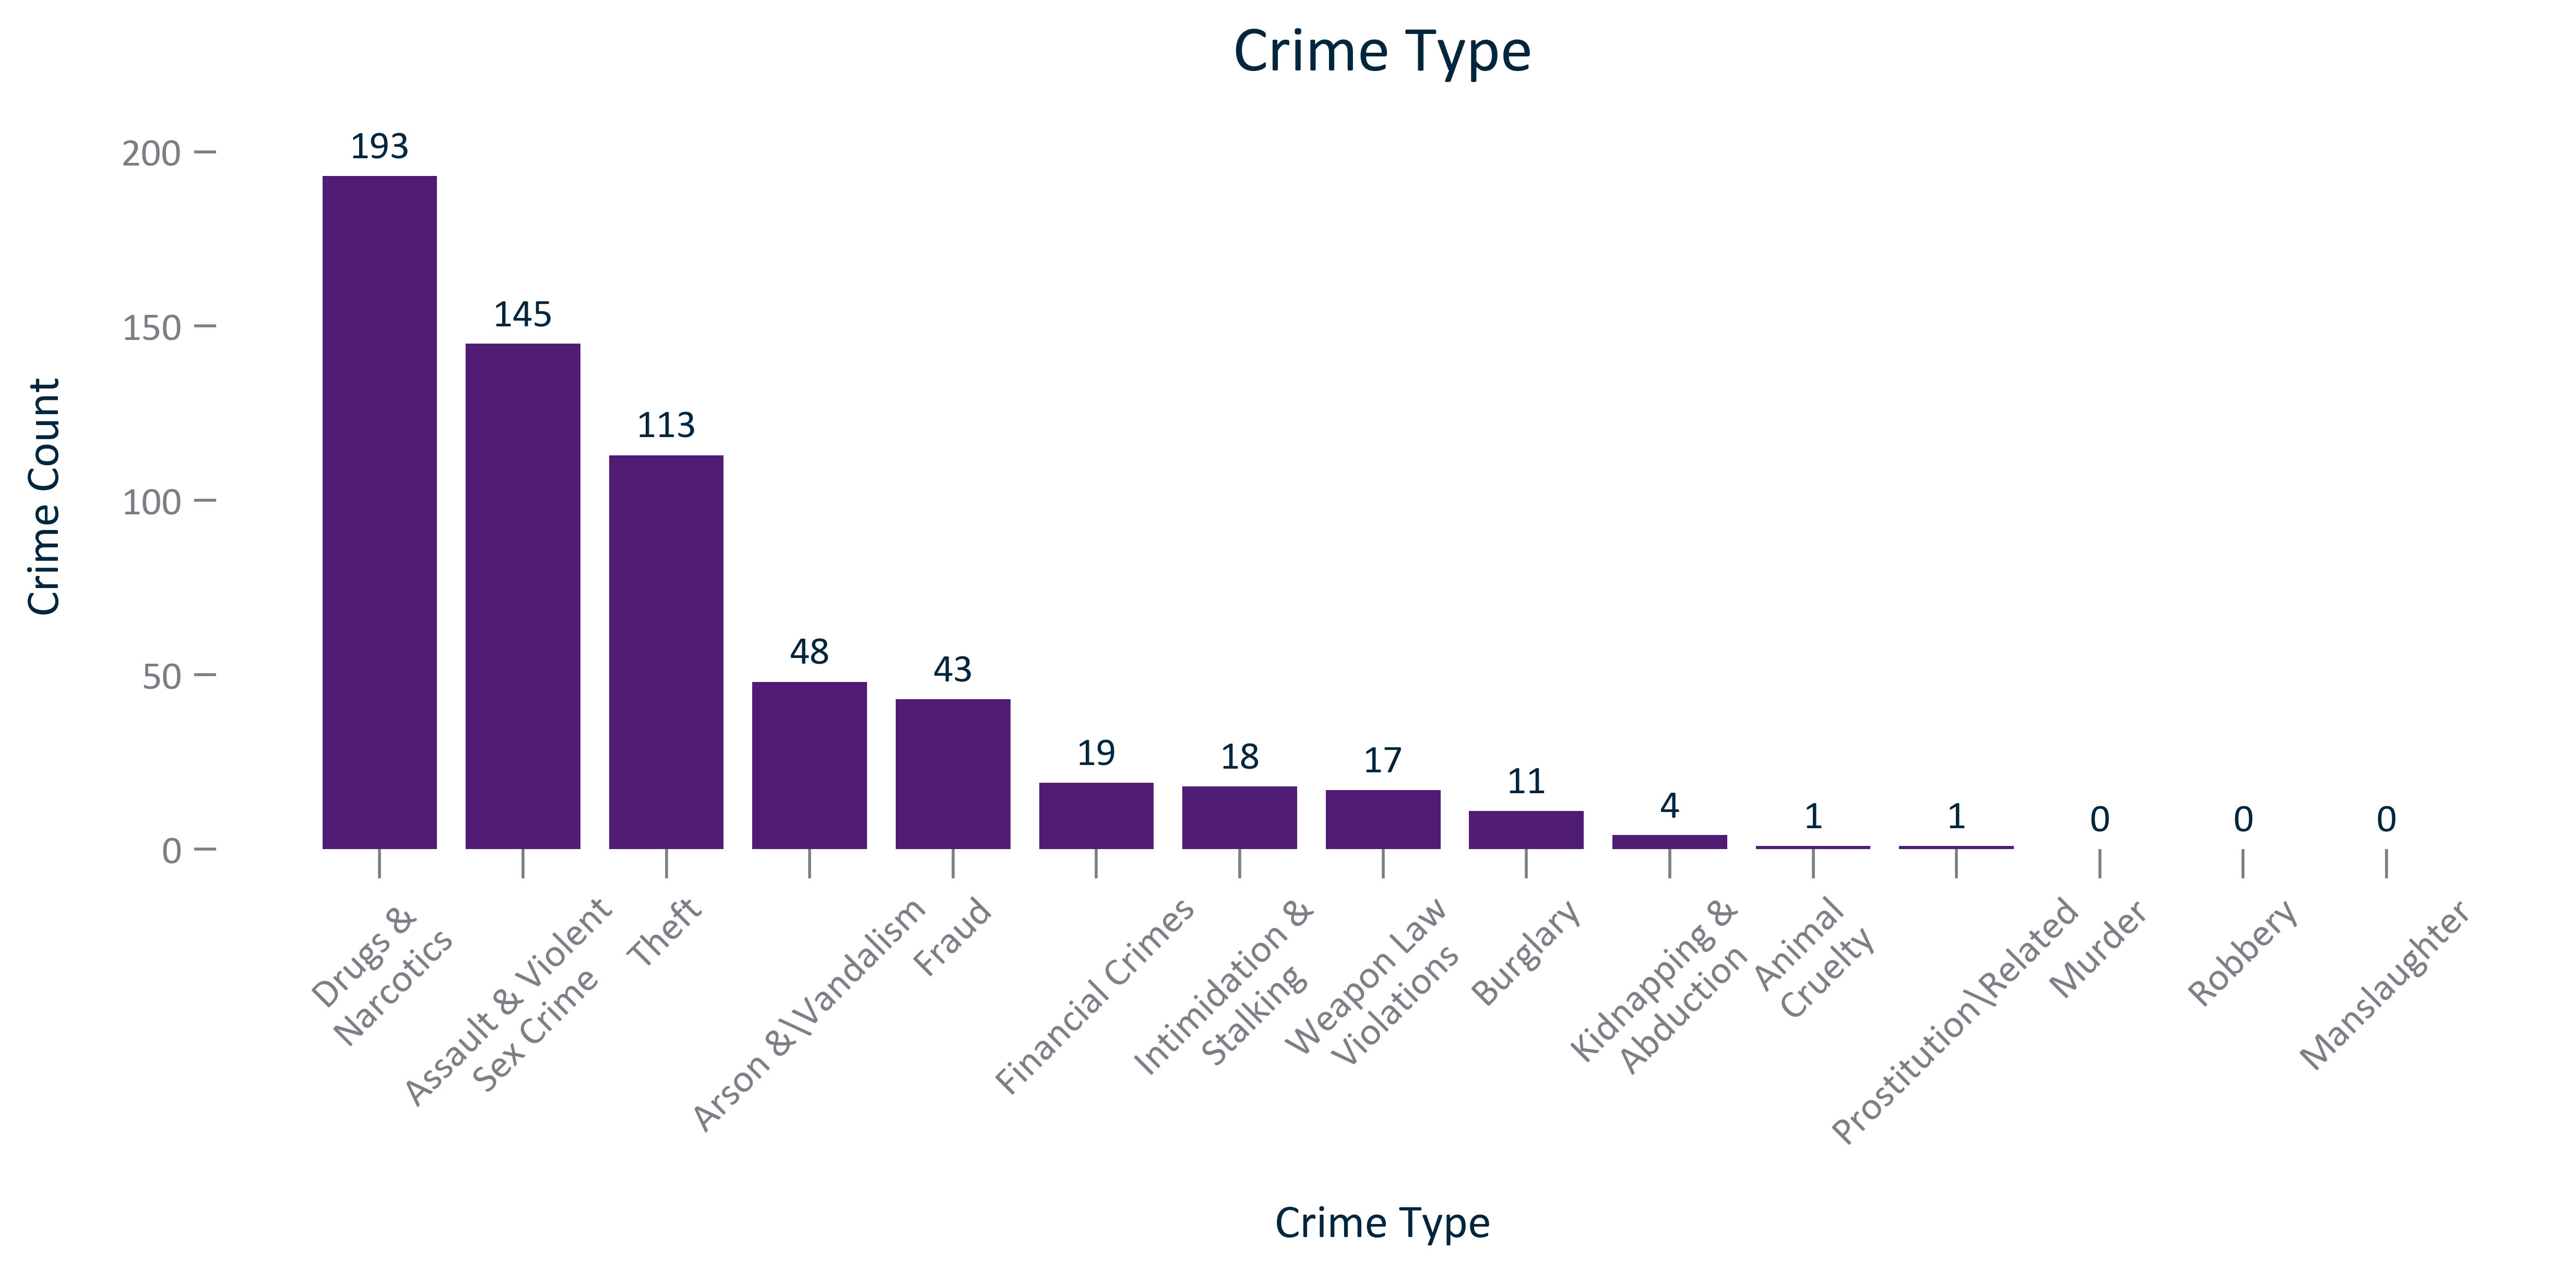 Crime Type
Crime Count
200
150
100
50
0
193
145
113
48
43
19
18
17
11
4
1
1
0
0
0
Drugs &
Narcotics
Assault & Violent
Sex Crime
Theft
Arson &\Vandalism
Fraud
Financial Crimes
Intimidation &
Stalking
Weapon Law
Violations
Burglary
Kidnapping &
Abduction
Animal
Cruelty
Prostitution\Related
Murder
Robbery
Manslaughter
Crime Type